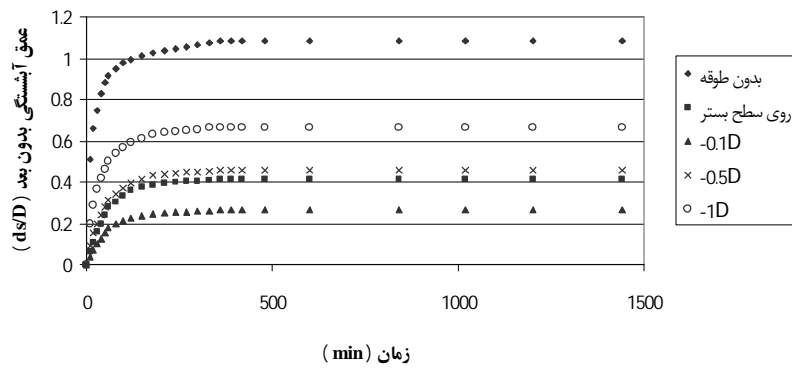 عمق آبشستگی بدون بعد (ds/D)
1.2
1
0.8
0.6
0.4
0.2
0
0
500
1000
1500
زمان ( min )
بدون طوقه
روی سطح بستر
-0.1D
-0.5D
-1D